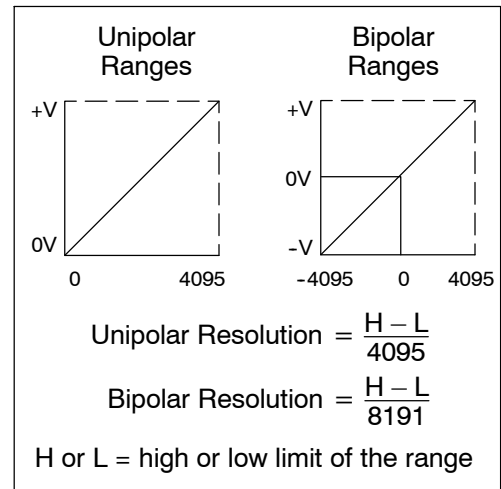 Unipolar
Ranges
Bipolar
Ranges
+V
0V
0
4095
+V
0V
-V
-4095
0
4095
Unipolar Resolution = H – L / 4095
Bipolar Resolution = H – L / 8191
H or L = high or low limit of the range